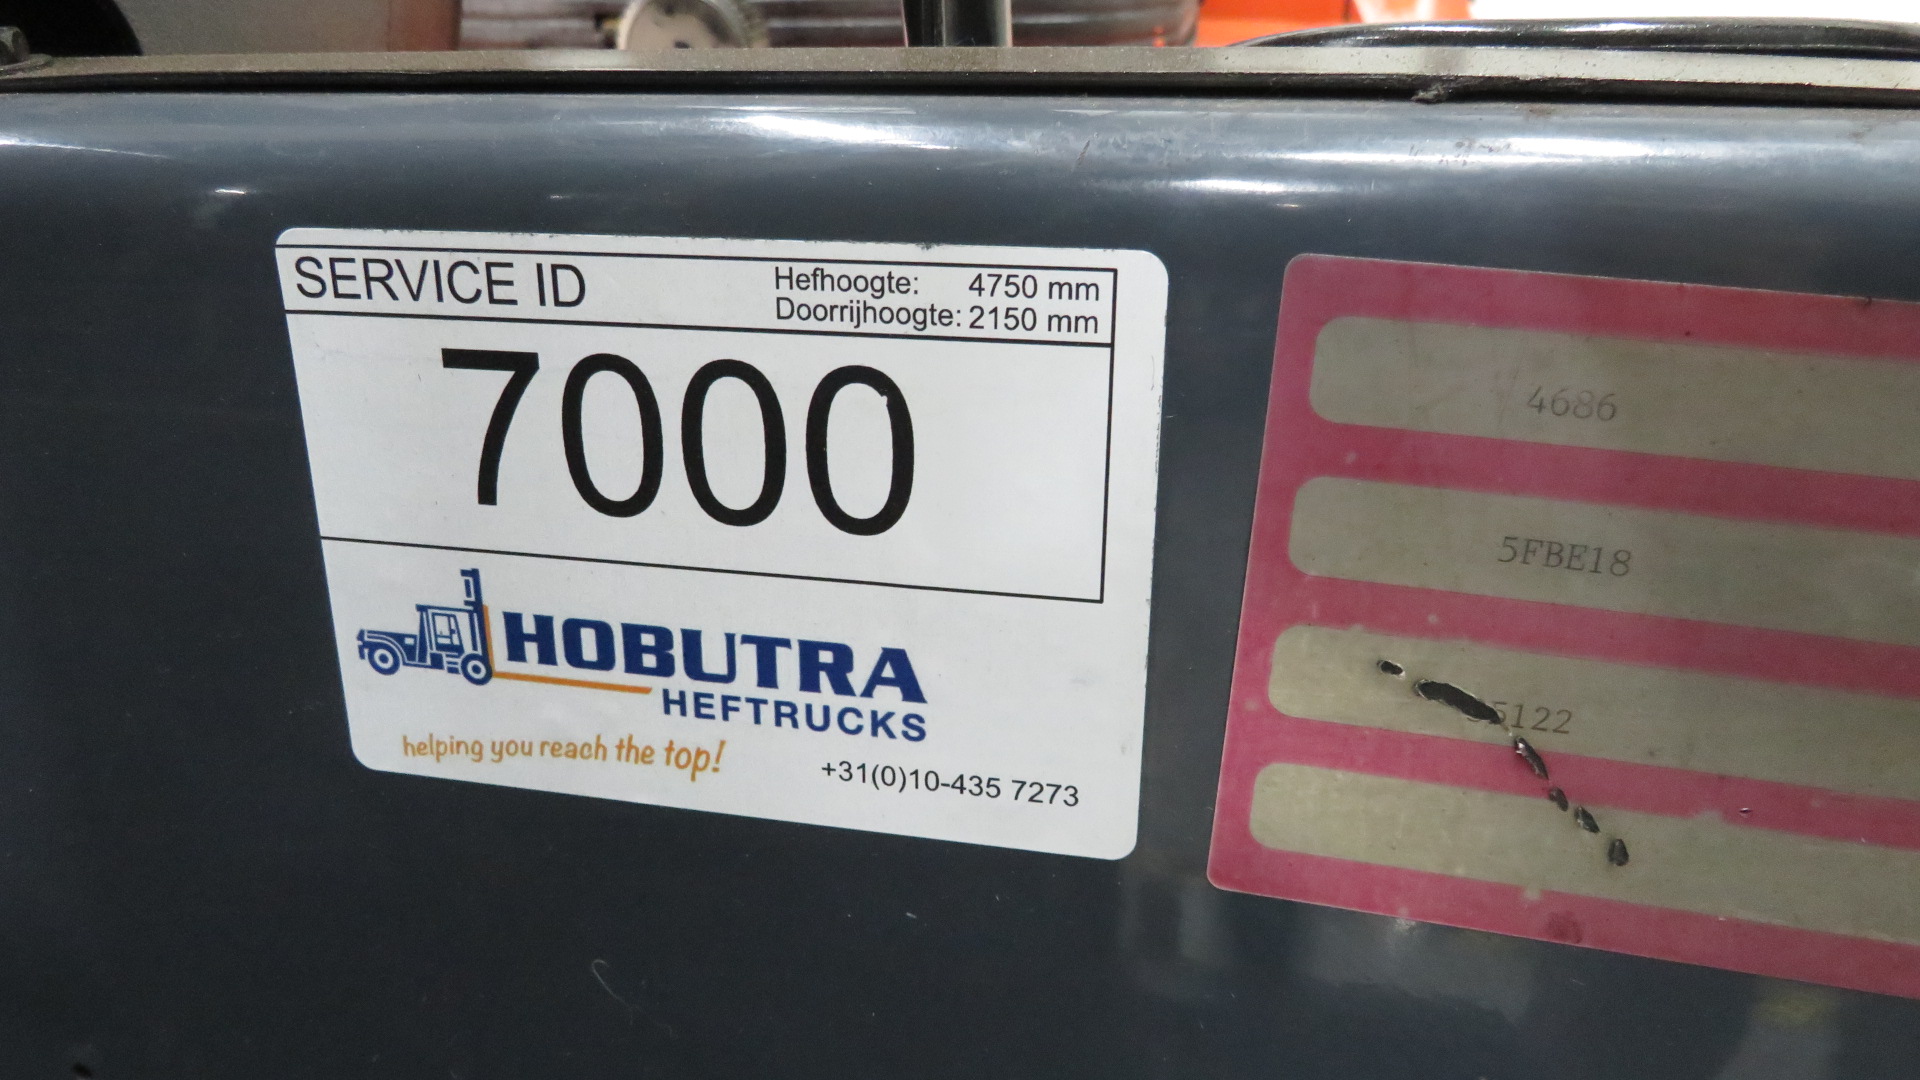 SERVICE ID
Hefhoogte: 4750 mm
Doorrijhoogte: 2150 mm
7000
HOBUTRA
HEFTRUCKS
helping you reach the top!
+31(0)10-435 7273
4686
5FBE18
5122